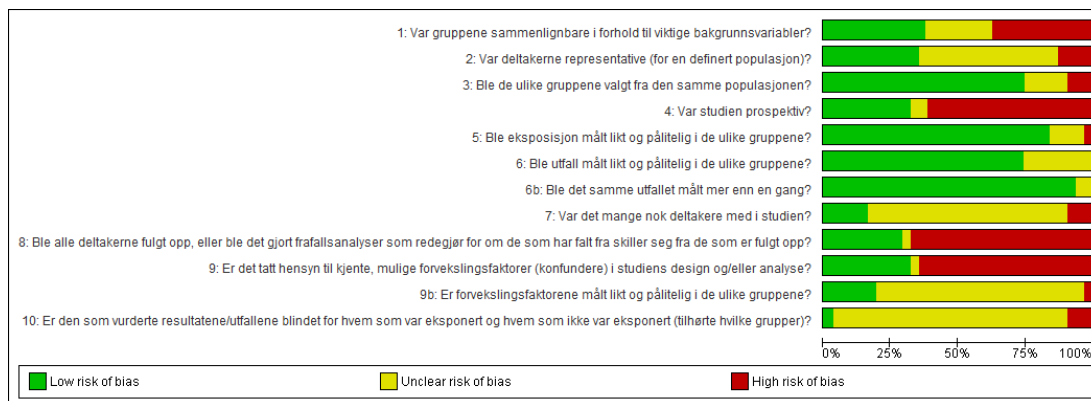 1: Var gruppene sammenlignbare i forhold til viktige bakgrunnsvariabler?
2: Var deltakerne representative (for en definert populasjon)?
3: Ble de ulike gruppene valgt fra den samme populasjonen?
4: Var studien prospektiv?
5: Ble eksposisjon målt likt og pålitelig i de ulike gruppene?
6: Ble utfall målt likt og pålitelig i de ulike gruppene?
6b: Ble det samme utfallet målt mer enn en gang?
7: Var det mange nok deltakere med i studien?
8: Ble alle deltakerne fulgt opp, eller ble det gjort frafallsanalyser som redegjør for om de som har falt fra skiller seg fra de som er fulgt opp?
9: Er det tatt hensyn til kjente, mulige forvekslingsfaktorer (konfundere) i studiens design og/eller analyse?
9b: Er forvekslingsfaktorene målt likt og pålitelig i de ulike gruppene?
10: Er den som vurderte resultatene/utfallene blindet for hvem som var eksponert og hvem som ikke var eksponert (tilhørte hvilke grupper)?
0% 25% 50% 75% 100%
Low risk of bias Unclear risk of bias High risk of bias